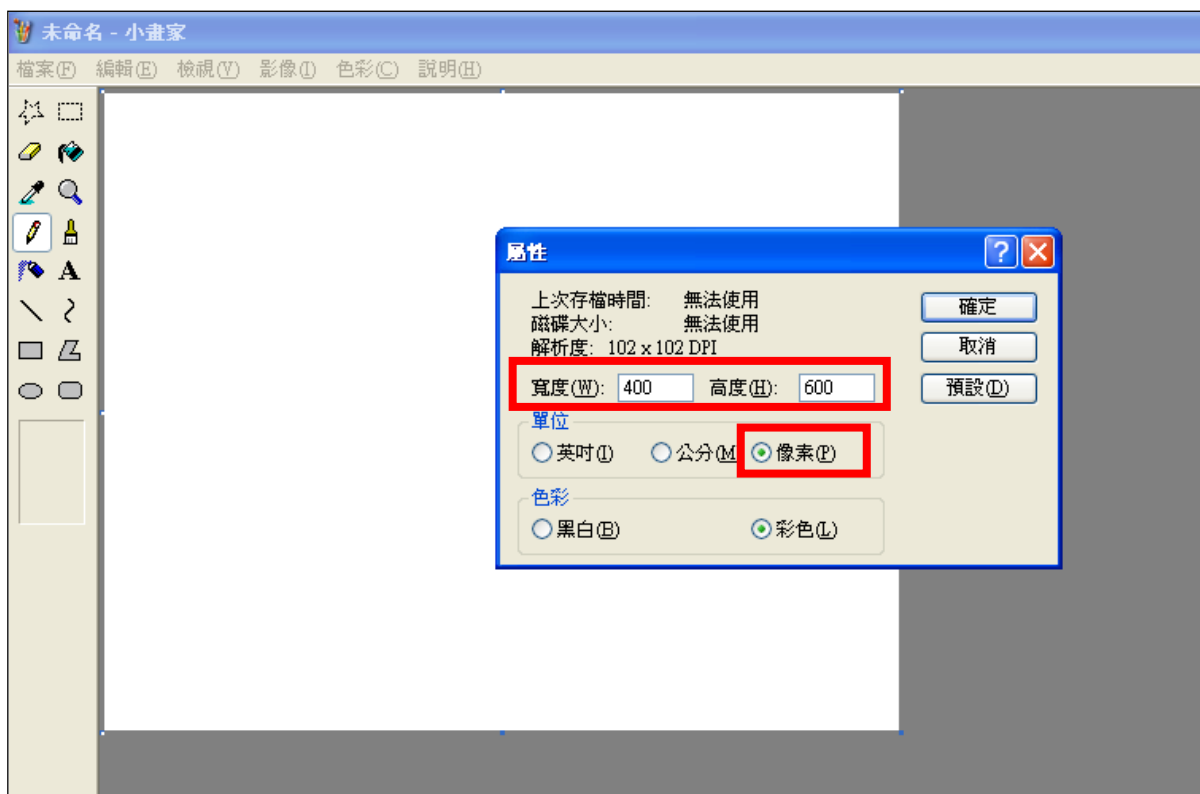 未命名 - 小畫家
檔案(F) 編輯(E) 檢視(V) 影像(I) 色彩(C) 說明(H)
A
屬性
?
上次存檔時間: 無法使用
磁碟大小: 無法使用
解析度: 102 x 102 DPI
寬度(W): 400 高度(H): 600
單位
英吋(I) 公分(M 像素(P)
色彩
黑白(B) 彩色(L)
確定
取消
預設(D)